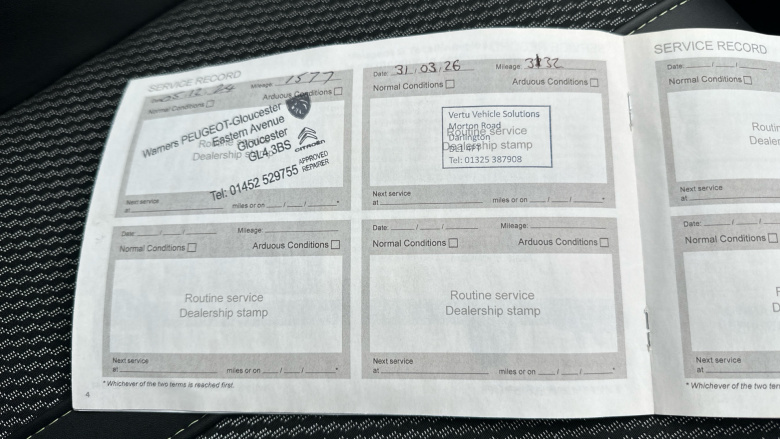 SERVICE RECORD
Mileage 1577
Normal Conditions
Arduous Conditions
Warners PEUGEOT-Gloucester
Eastern Avenue
Gloucester
GL4 3BS
CITROËN
APPROVED
REPAIRER
Tel: 01452 529755
Routine service
Dealership stamp
Next service
at
miles or on / / *
Date: 31/03/26 Mileage:
Normal Conditions
Arduous Conditions
Vertu Vehicle Solutions
Morton Road
Darlington
Tel: 01325 387908
Routine service
Dealership stamp
Next service
at
miles or on / / *
Date: / / Mileage:
Normal Conditions
Arduous Conditions
Routine service
Dealership stamp
Next service
at
miles or on / / *
Date: / / Mileage:
Normal Conditions
Arduous Conditions
Routine service
Dealership stamp
Next service
at
miles or on / / *
* Whichever of the two terms is reached first.
4
SERVICE RECORD
Date: / /
Normal Conditions
Next service
at
Date: / /
Normal Conditions
Next service
at
* Whichever of the two